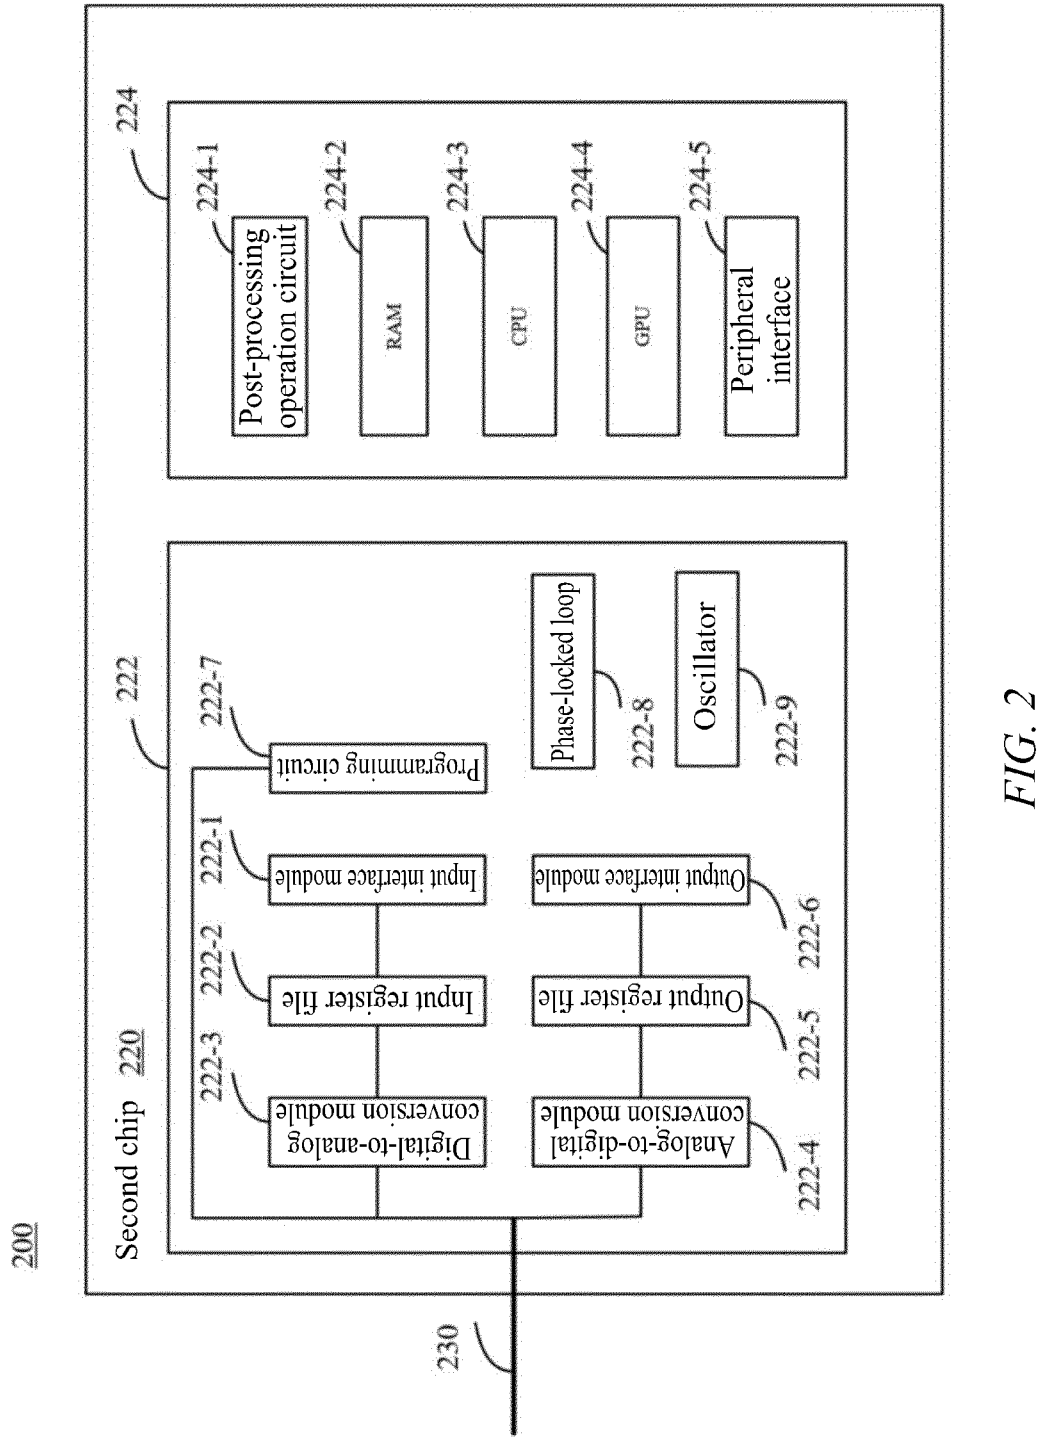 200
Second chip 220
222
224
222-3
222-2
222-1
222-7
224-1
Digital-to-analog
conversion module
Input register file
Input interface module
Programming circuit
Post-processing
operation circuit
224-2
RAM
224-3
CPU
230
Analog-to-digital
conversion module
Output register file
Output interface module
Phase-locked loop
222-8
224-4
GPU
Oscillator
222-9
224-5
Peripheral
interface
222-4
222-5
222-6
FIG. 2